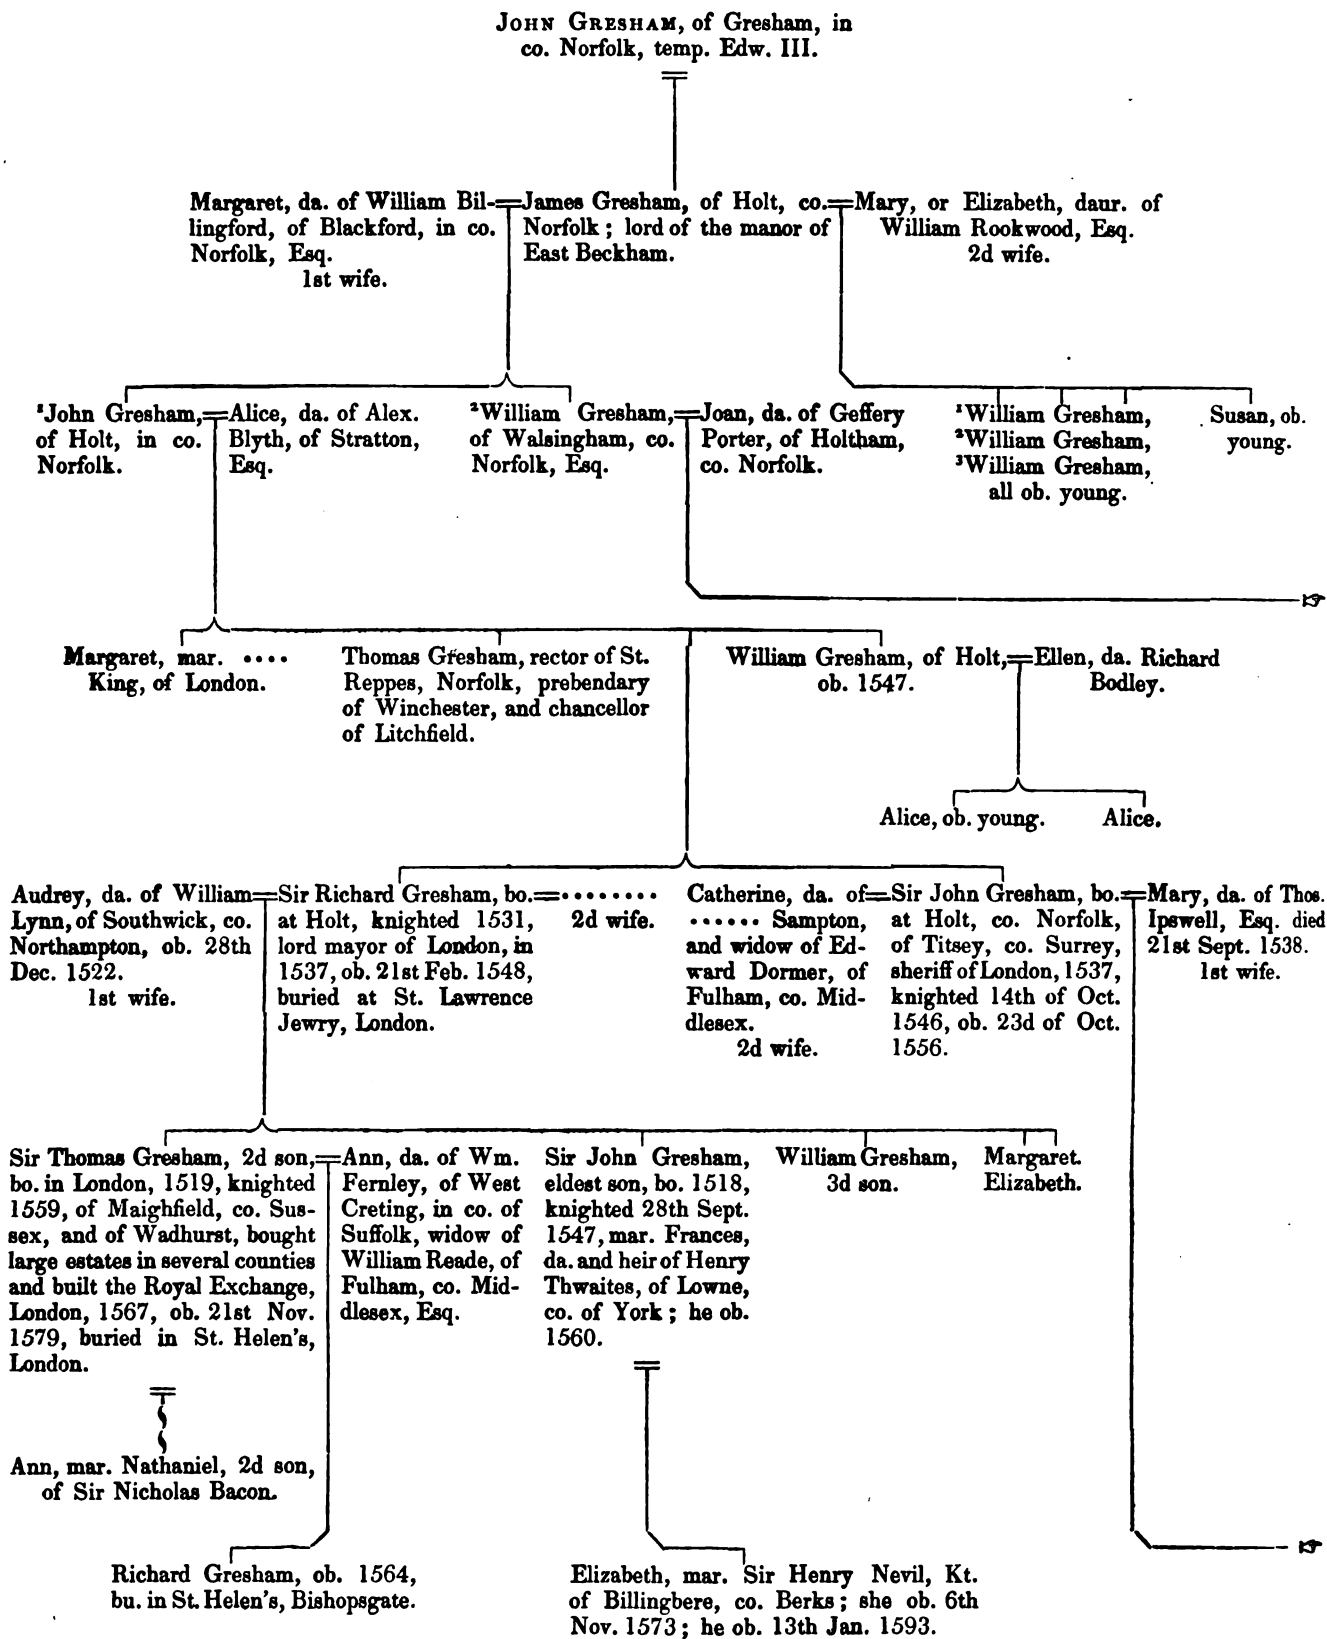 JOHN GRESHAM, of Gresham, in
co. Norfolk, temp. Edw. III.
Margaret, da. of William Bil-
lingford, of Blackford, in co.
Norfolk, Esq.
1st wife.
James Gresham, of Holt, co.
Norfolk; lord of the manor of
East Beckham.
Mary, or Elizabeth, daur. of
William Rookwood, Esq.
2d wife.
¹John Gresham,
of Holt, in co.
Norfolk.
Alice, da. of Alex.
Blyth, of Stratton,
Esq.
²William Gresham,
of Walsingham, co.
Norfolk, Esq.
Joan, da. of Geffery
Porter, of Holtham,
co. Norfolk.
¹William Gresham,
²William Gresham,
³William Gresham,
all ob. young.
Susan, ob.
young.
Margaret, mar. ....
King, of London.
Thomas Gresham, rector of St.
Reppes, Norfolk, prebendary
of Winchester, and chancellor
of Litchfield.
William Gresham, of Holt,
ob. 1547.
Ellen, da. Richard
Bodley.
Alice, ob. young.
Alice.
Audrey, da. of William
Lynn, of Southwick, co.
Northampton, ob. 28th
Dec. 1522.
1st wife.
Sir Richard Gresham, bo.
at Holt, knighted 1531,
lord mayor of London, in
1537, ob. 21st Feb. 1548,
buried at St. Lawrence
Jewry, London.
........
2d wife.
Catherine, da. of
...... Sampton,
and widow of Ed-
ward Dormer, of
Fulham, co. Mid-
dlesex.
2d wife.
Sir John Gresham, bo.
at Holt, co. Norfolk,
of Titsey, co. Surrey,
sheriff of London, 1537,
knighted 14th of Oct.
1546, ob. 23d of Oct.
1556.
Mary, da. of Thos.
Ipswell, Esq. died
21st Sept. 1538.
1st wife.
Sir Thomas Gresham, 2d son,
bo. in London, 1519, knighted
1559, of Maighfield, co. Sus-
sex, and of Wadhurst, bought
large estates in several counties
and built the Royal Exchange,
London, 1567, ob. 21st Nov.
1579, buried in St. Helen's,
London.
Ann, da. of Wm.
Fernley, of West
Creting, in co. of
Suffolk, widow of
William Reade, of
Fulham, co. Mid-
dlesex, Esq.
Sir John Gresham,
eldest son, bo. 1518,
knighted 28th Sept.
1547, mar. Frances,
da. and heir of Henry
Thwaites, of Lowne,
co. of York; he ob.
1560.
William Gresham,
3d son.
Margaret.
Elizabeth.
Ann, mar. Nathaniel, 2d son,
of Sir Nicholas Bacon.
Richard Gresham, ob. 1564,
bu. in St. Helen's, Bishopsgate.
Elizabeth, mar. Sir Henry Nevil, Kt.
of Billingbere, co. Berks; she ob. 6th
Nov. 1573; he ob. 13th Jan. 1593.